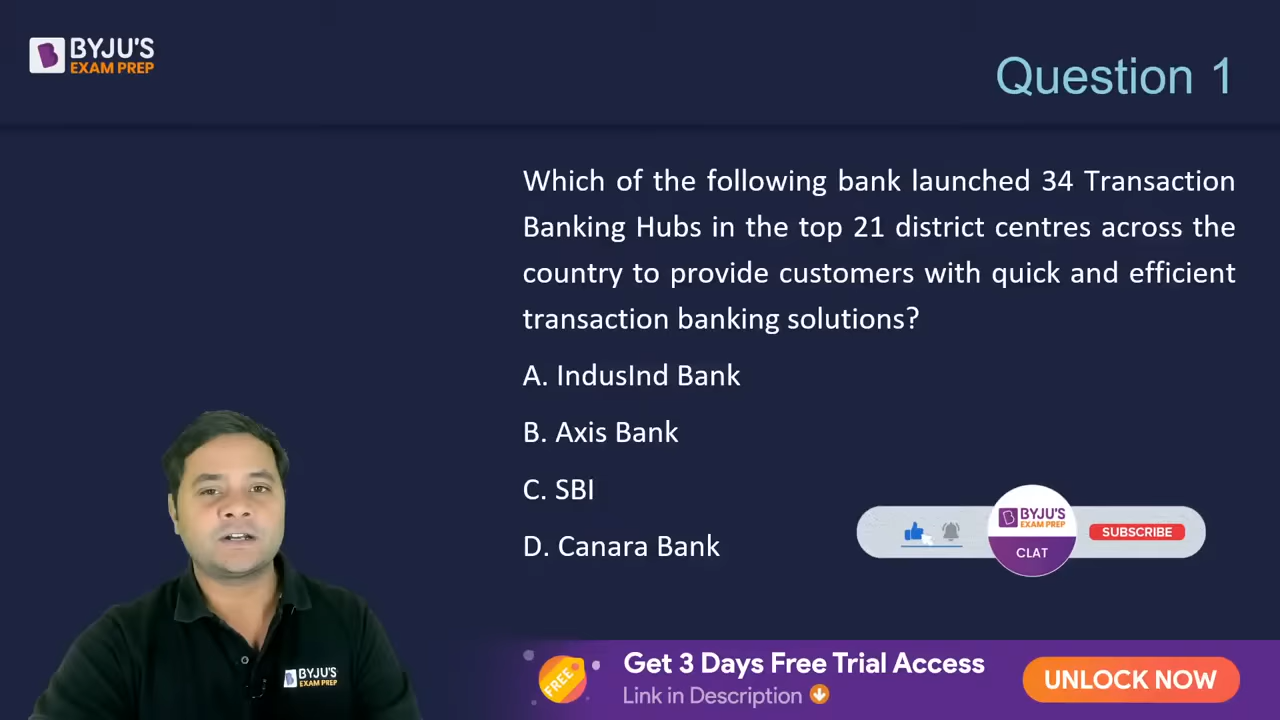 BYJU'S
EXAM PREP
Question 1
Which of the following bank launched 34 Transaction
Banking Hubs in the top 21 district centres across the
country to provide customers with quick and efficient
transaction banking solutions?
A. IndusInd Bank
B. Axis Bank
C. SBI
D. Canara Bank
BYJU'S
EXAM PREP
CLAT
SUBSCRIBE
BYJU'S
EXAM PREP
FREE
Get 3 Days Free Trial Access
Link in Description
UNLOCK NOW